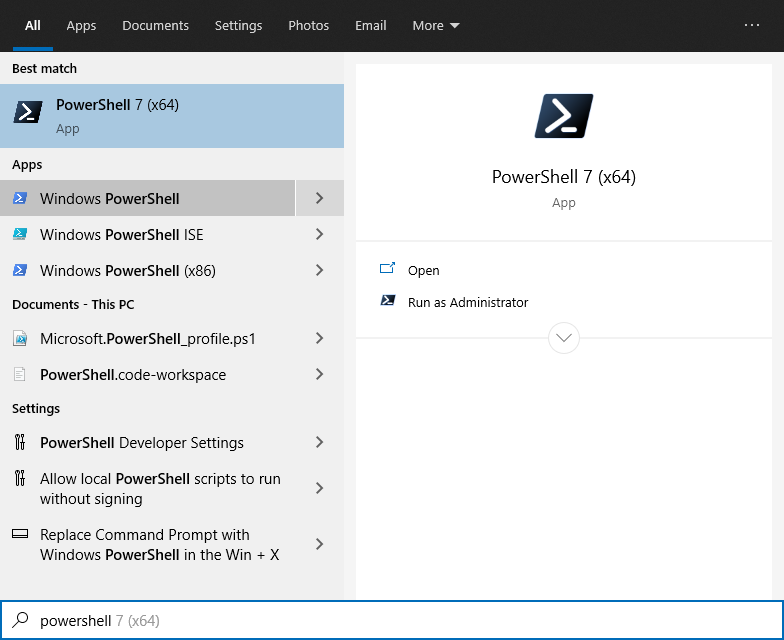 All Apps Documents Settings Photos Email More ...
Best match
PowerShell 7 (x64)
App
Apps
Windows PowerShell
Windows PowerShell ISE
Windows PowerShell (x86)
Documents - This PC
Microsoft.PowerShell_profile.ps1
PowerShell.code-workspace
Settings
PowerShell Developer Settings
Allow local PowerShell scripts to run
without signing
Replace Command Prompt with
Windows PowerShell in the Win + X
PowerShell 7 (x64)
App
Open
Run as Administrator
powershell 7 (x64)